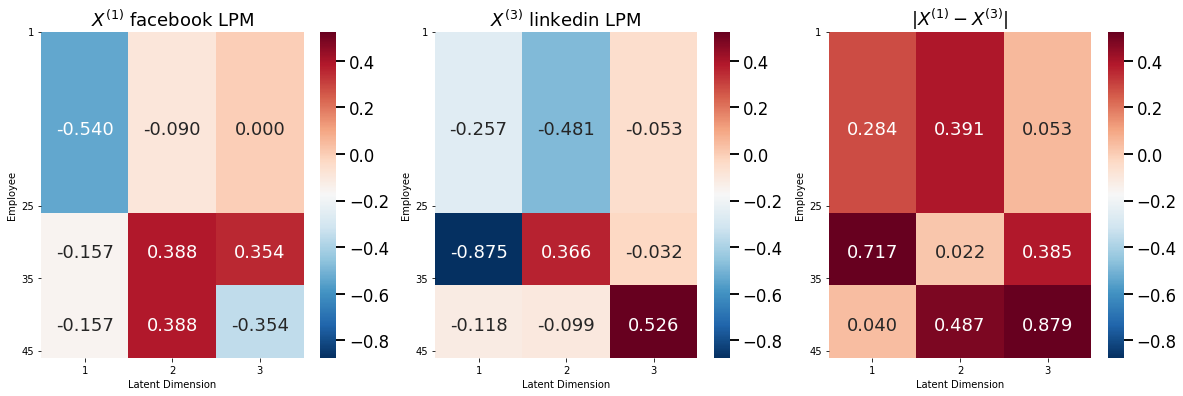 X^(1) facebook LPM
1
25
35
45
Employee
-0.540 -0.090 0.000
-0.157 0.388 0.354
-0.157 0.388 -0.354
1 2 3
Latent Dimension
0.4
0.2
0.0
−0.2
−0.4
−0.6
−0.8
X^(3) linkedin LPM
1
25
35
45
Employee
-0.257 -0.481 -0.053
-0.875 0.366 -0.032
-0.118 -0.099 0.526
1 2 3
Latent Dimension
0.4
0.2
0.0
−0.2
−0.4
−0.6
−0.8
|X^(1) − X^(3)|
1
25
35
45
Employee
0.284 0.391 0.053
0.717 0.022 0.385
0.040 0.487 0.879
1 2 3
Latent Dimension
0.4
0.2
0.0
−0.2
−0.4
−0.6
−0.8